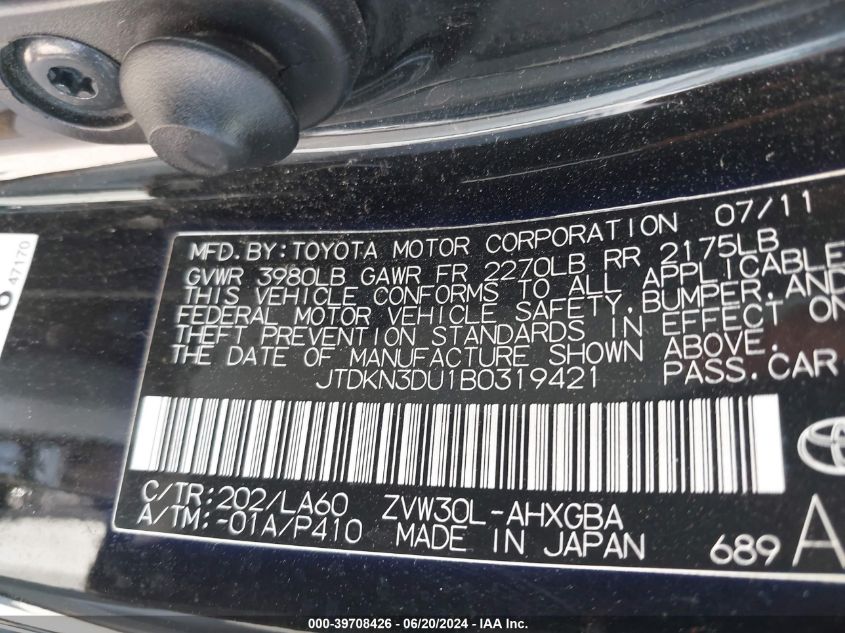 47170
MFD.BY:TOYOTA MOTOR CORPORATION 07/11
GVWR 3980LB GAWR FR 2270LB RR 2175LB
THIS VEHICLE CONFORMS TO ALL APPLICABLE
FEDERAL MOTOR VEHICLE SAFETY,BUMPER,AND
THEFT PREVENTION STANDARDS IN EFFECT ON
THE DATE OF MANUFACTURE SHOWN ABOVE.
JTDKN3DU1B0319421 PASS.CAR
C/TR:202/LA60 ZVW30L-AHXGBA
A/TM:-01A/P410 MADE IN JAPAN 689 A
000-39708426 - 06/20/2024 - IAA, Inc.